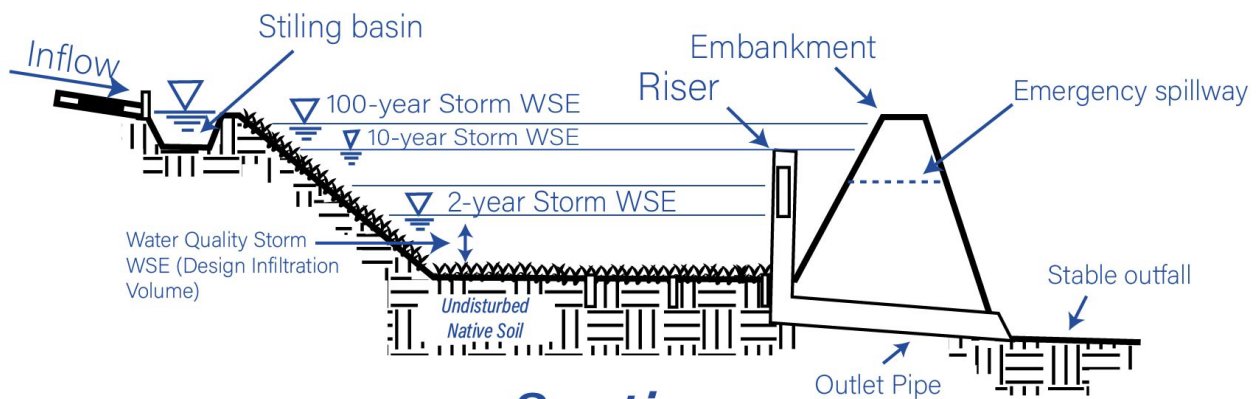 Stiling basin
Inflow
Embankment
Riser
Emergency spillway
100-year Storm WSE
10-year Storm WSE
2-year Storm WSE
Water Quality Storm
WSE (Design Infiltration
Volume)
Undisturbed
Native Soil
Stable outfall
Outlet Pipe